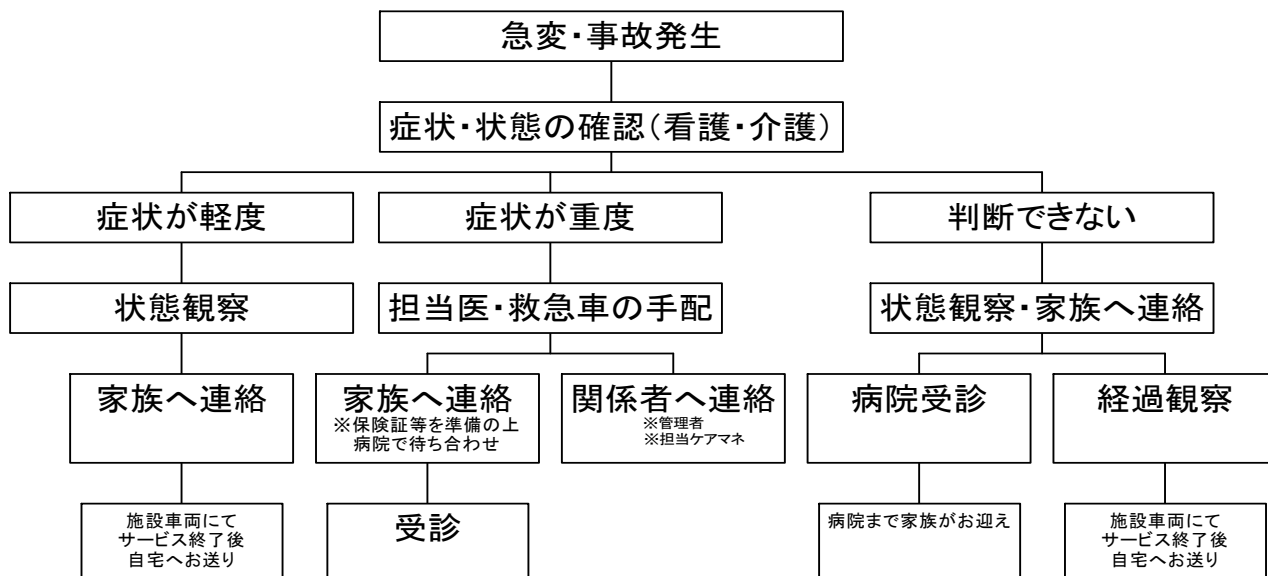 急変・事故発生
症状・状態の確認（看護・介護）
症状が軽度
症状が重度
判断できない
状態観察
担当医・救急車の手配
状態観察・家族へ連絡
家族へ連絡
家族へ連絡
※保険証等を準備の上
病院で待ち合わせ
関係者へ連絡
※管理者
※担当ケアマネ
病院受診
経過観察
施設車両にて
サービス終了後
自宅へお送り
受診
病院まで家族がお迎え
施設車両にて
サービス終了後
自宅へお送り